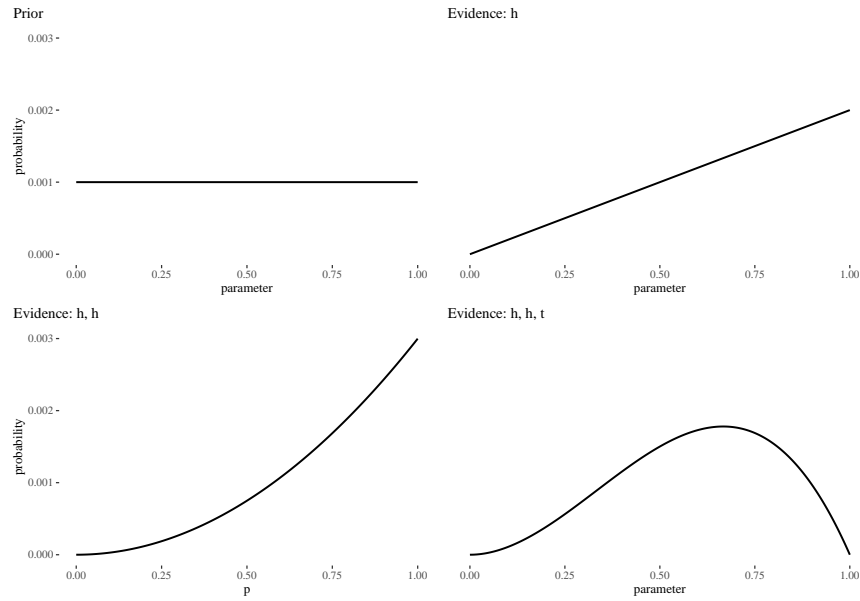 Prior
Evidence: h
0.003
0.002
0.001
0.000
probability
0.00 0.25 0.50 0.75 1.00
parameter
0.00 0.25 0.50 0.75 1.00
parameter
Evidence: h, h
Evidence: h, h, t
0.003
0.002
0.001
0.000
probability
0.00 0.25 0.50 0.75 1.00
p
0.00 0.25 0.50 0.75 1.00
parameter